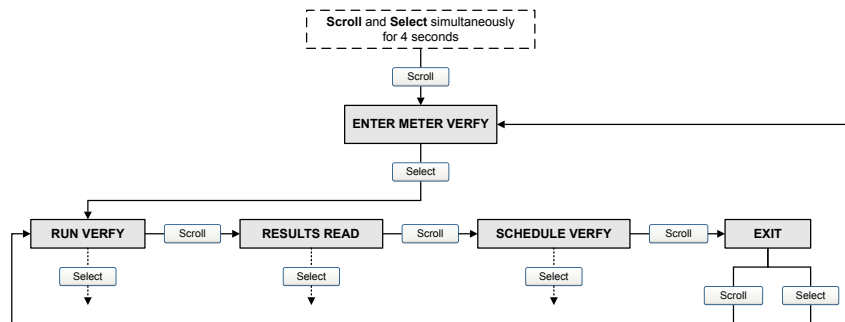 Scroll and Select simultaneously
for 4 seconds
Scroll
ENTER METER VERFY
Select
RUN VERFY
Scroll
RESULTS READ
Scroll
SCHEDULE VERFY
Scroll
EXIT
Select
Select
Select
Scroll
Select